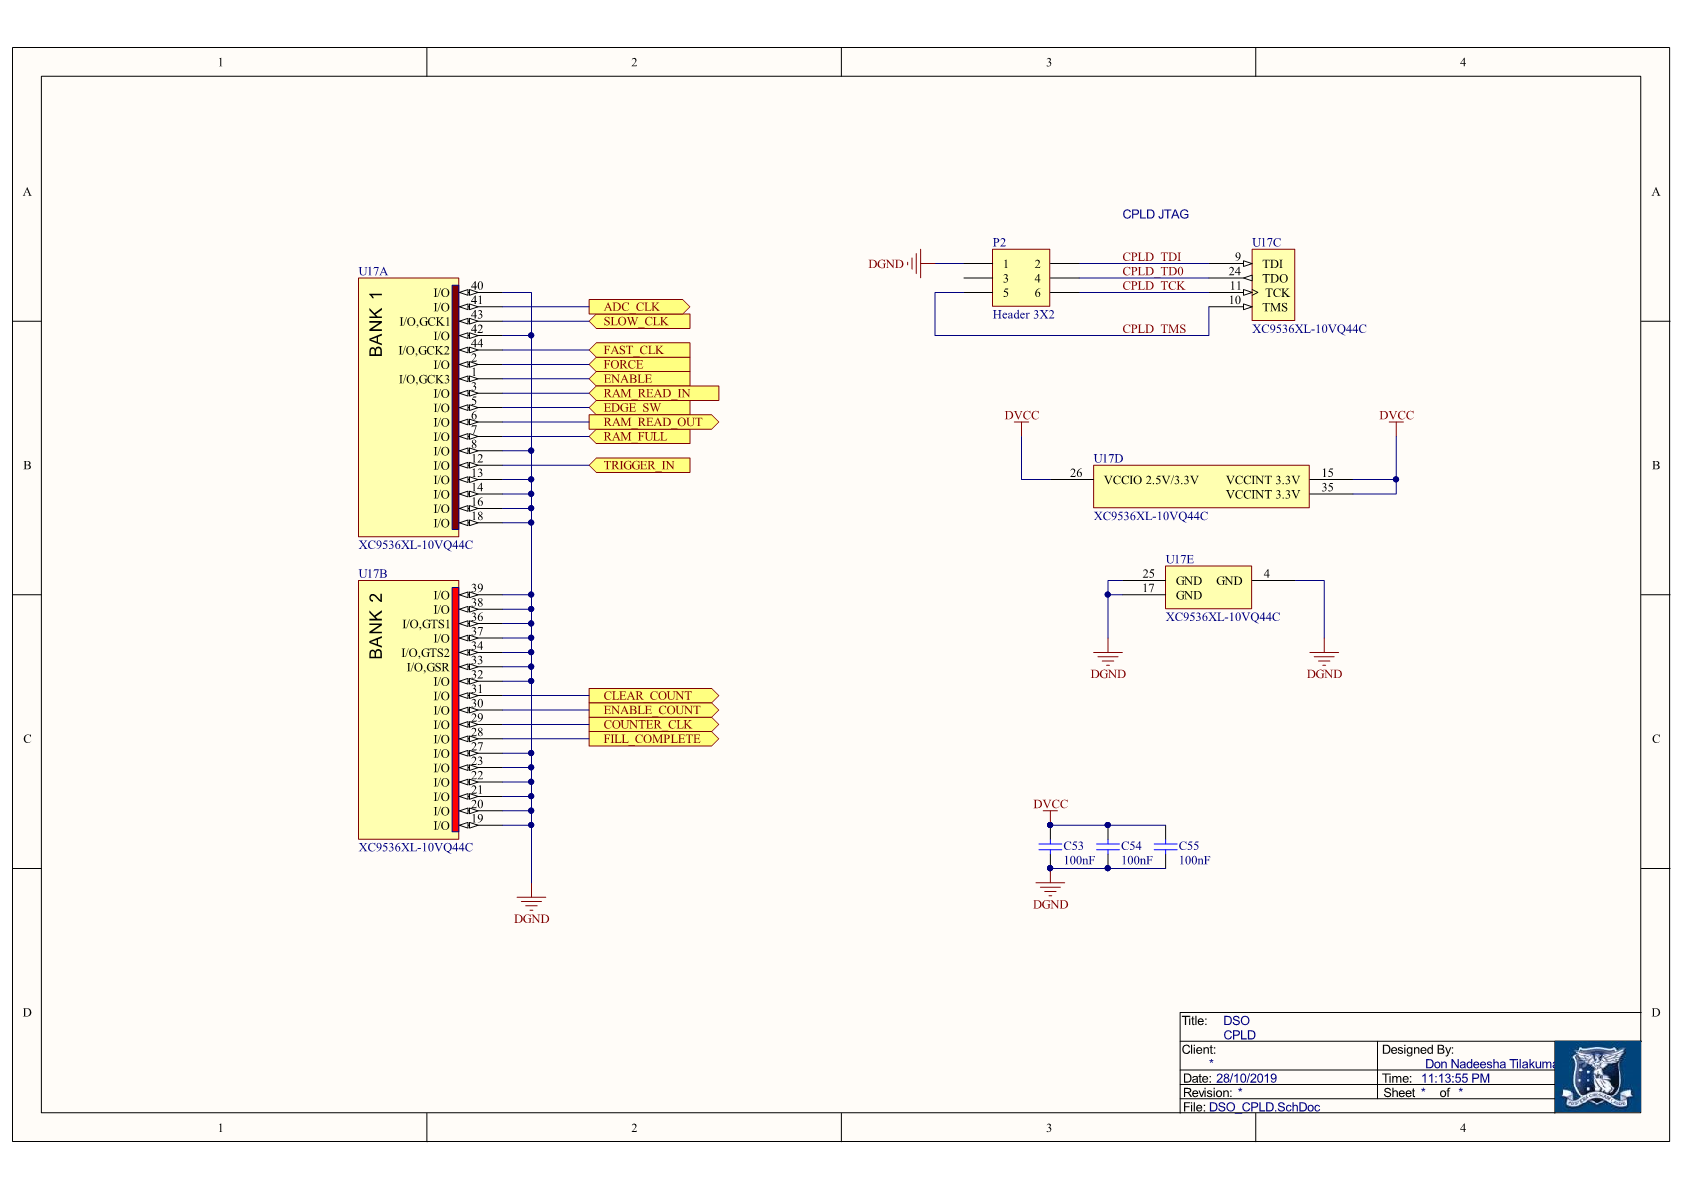 1 2 3 4
A A
B B
C C
D D
U17A
BANK 1
I/O 40
I/O 41 ADC_CLK
I/O,GCK1 43 SLOW_CLK
I/O 42
I/O,GCK2 44 FAST_CLK
I/O 2 FORCE
I/O,GCK3 1 ENABLE
I/O 3 RAM_READ_IN
I/O 5 EDGE_SW
I/O 6 RAM_READ_OUT
I/O 7 RAM_FULL
I/O 8
I/O 12 TRIGGER_IN
I/O 13
I/O 14
I/O 16
I/O 18
XC9536XL-10VQ44C
U17B
BANK 2
I/O 39
I/O 38
I/O,GTS1 36
I/O 37
I/O,GTS2 34
I/O,GSR 33
I/O 32
I/O 31 CLEAR_COUNT
I/O 30 ENABLE_COUNT
I/O 29 COUNTER_CLK
I/O 28 FILL_COMPLETE
I/O 27
I/O 23
I/O 22
I/O 21
I/O 20
I/O 19
XC9536XL-10VQ44C
DGND
CPLD JTAG
P2 U17C
DGND 1 2 CPLD_TDI 9 TDI
3 4 CPLD_TD0 24 TDO
5 6 CPLD_TCK 11 TCK
CPLD_TMS 10 TMS
Header 3X2
XC9536XL-10VQ44C
DVCC DVCC
U17D
26 VCCIO 2.5V/3.3V VCCINT 3.3V 15
VCCINT 3.3V 35
XC9536XL-10VQ44C
U17E
25 GND GND 4
17 GND
XC9536XL-10VQ44C
DGND DGND
DVCC
C53 C54 C55
100nF 100nF 100nF
DGND
Title: DSO
CPLD
Client: *
Designed By:
Don Nadeesha Tilakuma
Date: 28/10/2019 Time: 11:13:55 PM
Revision: * Sheet * of *
File: DSO_CPLD.SchDoc
1 2 3 4